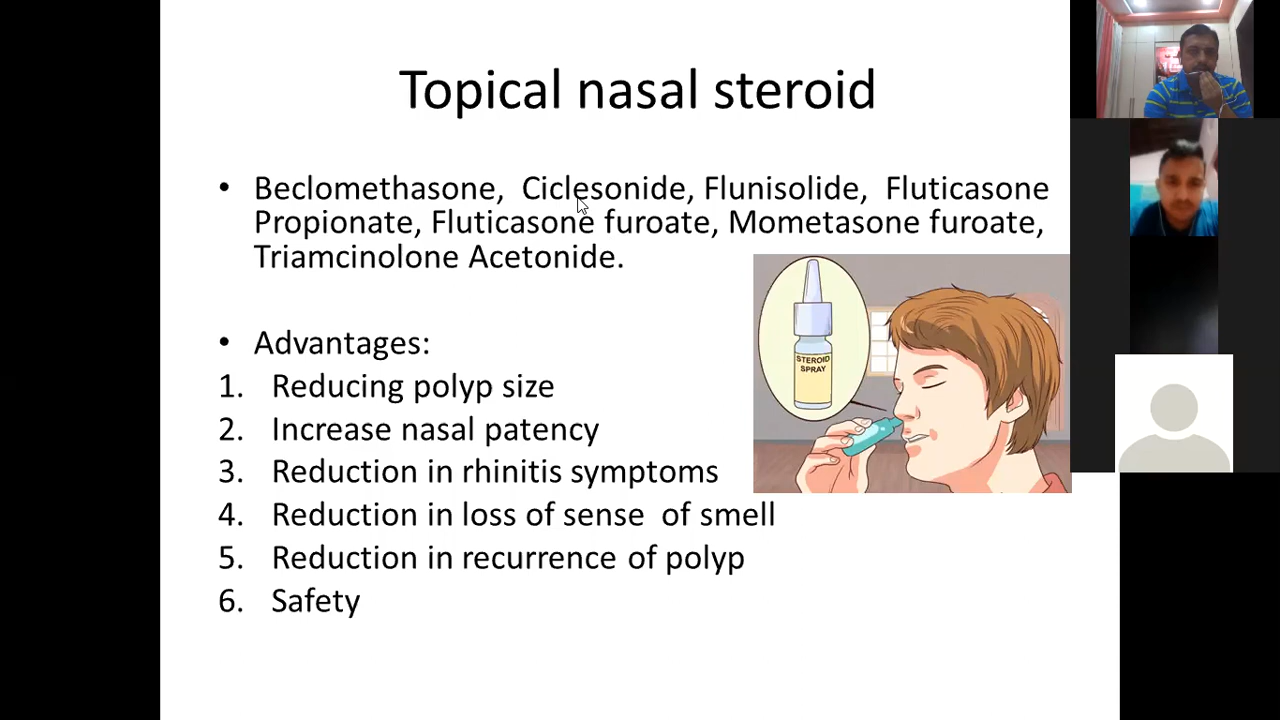 Topical nasal steroid
• Beclomethasone, Ciclesonide, Flunisolide, Fluticasone
Propionate, Fluticasone furoate, Mometasone furoate,
Triamcinolone Acetonide.
STEROID
SPRAY
• Advantages:
1. Reducing polyp size
2. Increase nasal patency
3. Reduction in rhinitis symptoms
4. Reduction in loss of sense of smell
5. Reduction in recurrence of polyp
6. Safety